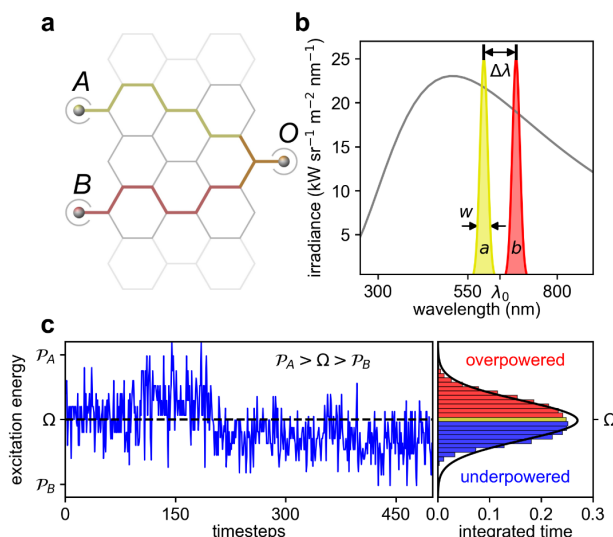 a
A
B
O
b
irradiance (kW sr⁻¹ m⁻² nm⁻¹)
25
20
15
10
5
Δλ
w
a
b
300
550
λ₀
800
wavelength (nm)
c
excitation energy
𝒫_A
Ω
𝒫_B
𝒫_A > Ω > 𝒫_B
0
150
300
450
timesteps
overpowered
underpowered
Ω
0.0
0.1
0.2
0.3
integrated time